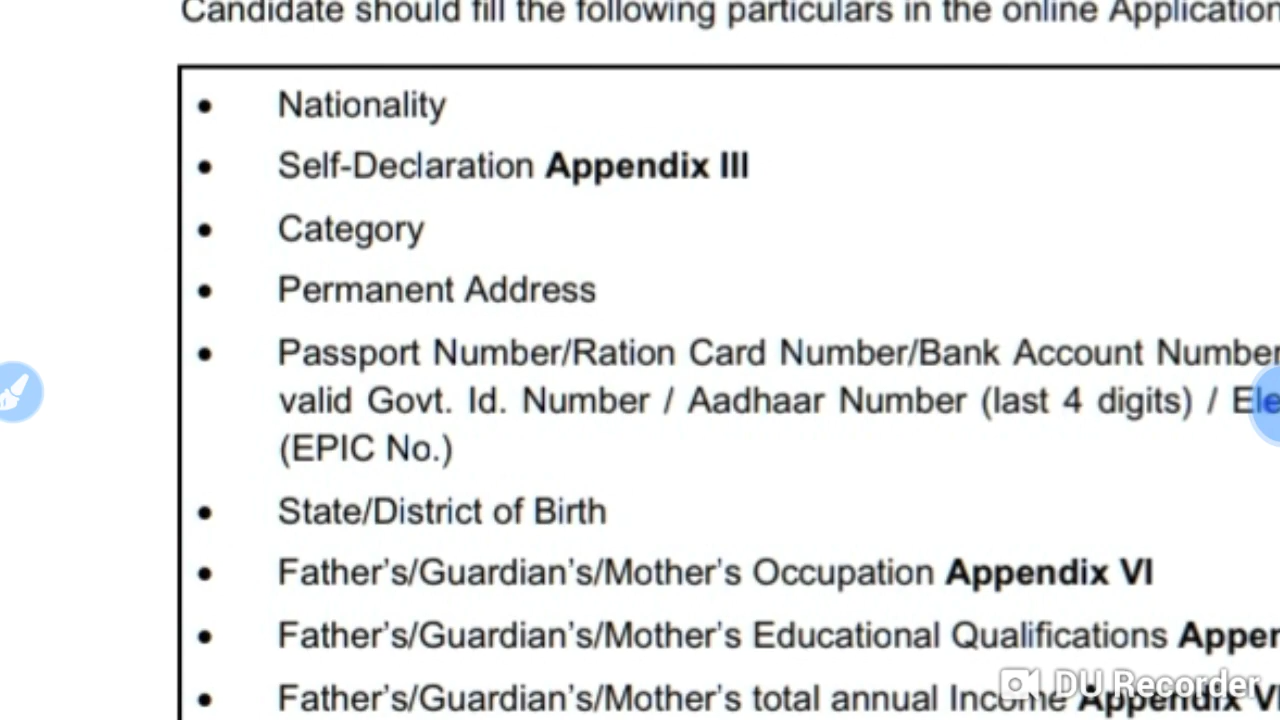 Candidate should fill the following particulars in the online Application
• Nationality
• Self-Declaration Appendix III
• Category
• Permanent Address
• Passport Number/Ration Card Number/Bank Account Number
valid Govt. Id. Number / Aadhaar Number (last 4 digits) / Ele
(EPIC No.)
• State/District of Birth
• Father's/Guardian's/Mother's Occupation Appendix VI
• Father's/Guardian's/Mother's Educational Qualifications Appen
• Father's/Guardian's/Mother's total annual Income Appendix VI
DU Recorder